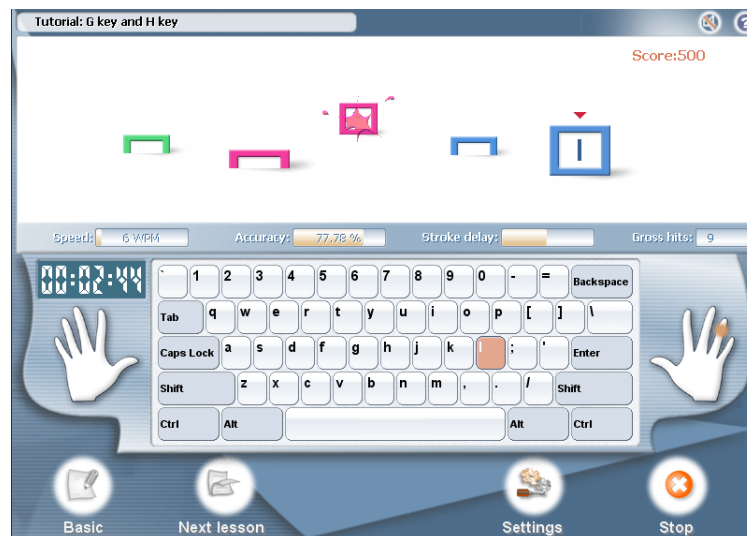 Tutorial: G key and H key
?
Score:500
l
Speed: 6 WPM Accuracy: 77.78 % Stroke delay: Gross hits: 9
00:02:44
` 1 2 3 4 5 6 7 8 9 0 - = Backspace
Tab q w e r t y u i o p [ ] \
Caps Lock a s d f g h j k l ; ' Enter
Shift z x c v b n m , . / Shift
Ctrl Alt Alt Ctrl
Basic Next lesson Settings Stop